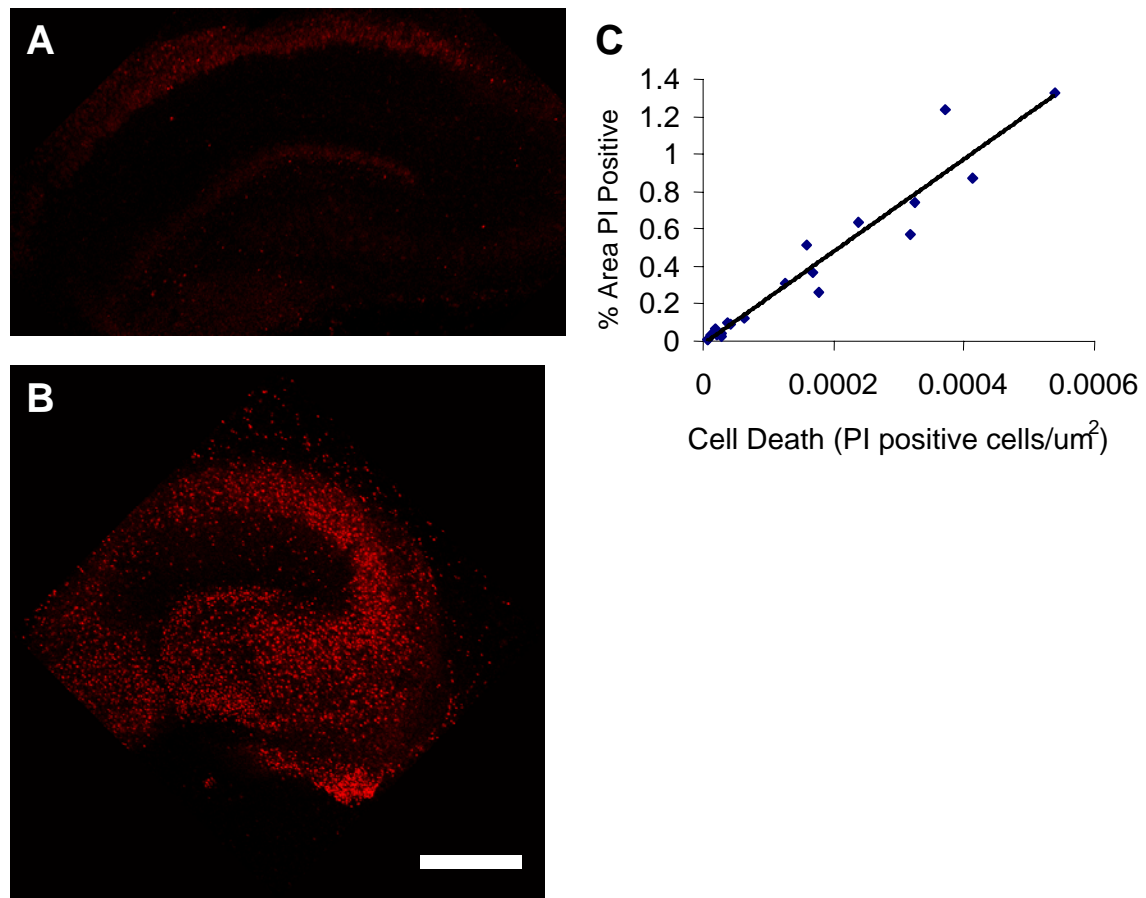 A
B
C
1.4
1.2
1
0.8
0.6
0.4
0.2
0
% Area PI Positive
0 0.0002 0.0004 0.0006
Cell Death (PI positive cells/um²)